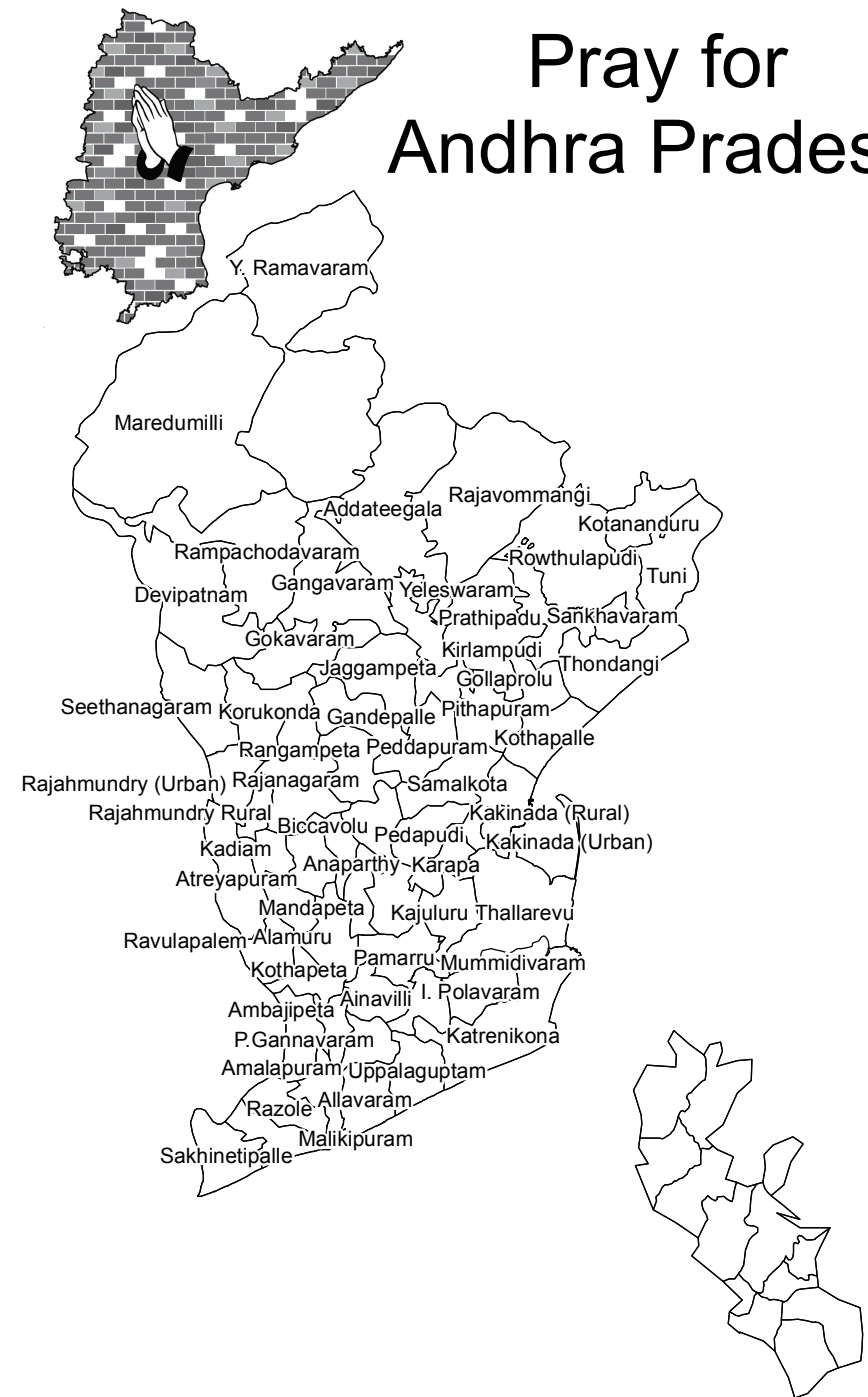 Pray for
Andhra Prades
Y. Ramavaram
Maredumilli
Rajavommangi
Addateegala
Kotananduru
Rampachodavaram
Rowthulapudi
Tuni
Gangavaram
Yeleswaram
Devipatnam
Prathipadu
Sankhavaram
Gokavaram
Kirlampudi
Thondangi
Jaggampeta
Gollaprolu
Seethanagaram
Korukonda
Gandepalle
Pithapuram
Kothapalle
Rangampeta
Peddapuram
Rajahmundry (Urban)
Rajanagaram
Samalkota
Rajahmundry Rural
Kakinada (Rural)
Biccavolu
Pedapudi
Kakinada (Urban)
Kadiam
Anaparthy
Karapa
Atreyapuram
Mandapeta
Kajuluru
Thallarevu
Ravulapalem
Alamuru
Pamarru
Mummidivaram
Kothapeta
Ainavilli
I. Polavaram
Ambajipeta
P.Gannavaram
Katrenikona
Amalapuram
Uppalaguptam
Razole
Allavaram
Malikipuram
Sakhinetipalle